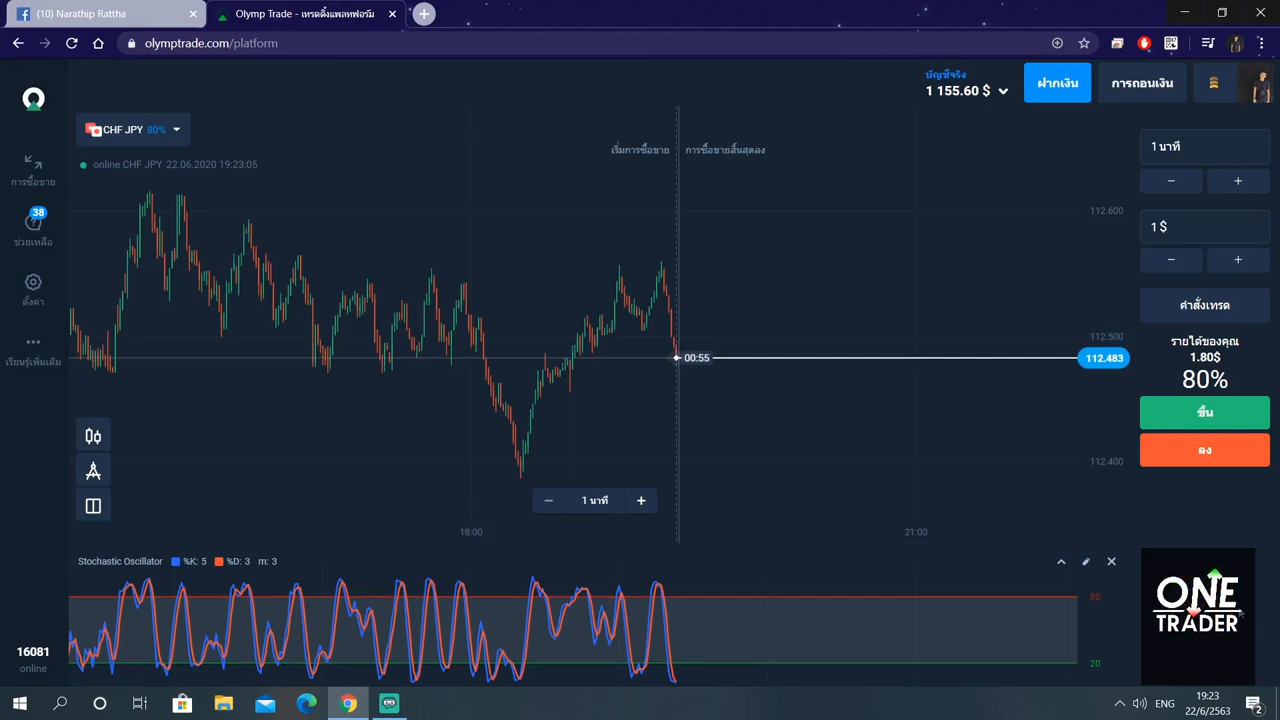 (10) Narathip Rattha
Olymp Trade - เทรดดิ้งแพลทฟอร์ม
olymptrade.com/platform
บัญชีจริง
1 155.60 $
ฝากเงิน
การถอนเงิน
CHF JPY 80%
online CHF JPY 22.06.2020 19:23:05
เริ่มการซื้อขาย
การซื้อขายสิ้นสุดลง
1 นาที
การซื้อขาย
38
ช่วยเหลือ
ตั้งค่า
เรียนรู้เพิ่มเติม
112.600
112.500
112.483
112.400
00:55
1 $
คำสั่งเทรด
รายได้ของคุณ
1.80$
80%
ขึ้น
ลง
1 นาที
18:00
21:00
Stochastic Oscillator %K: 5 %D: 3 m: 3
80
20
ONE
TRADER
16081
online
ENG
19:23
22/6/2563
2